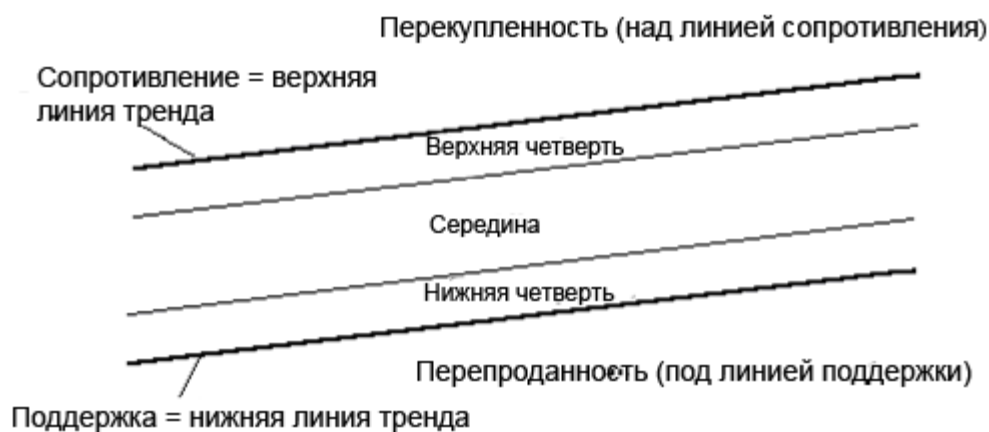 Перекупленность (над линией сопротивления)
Сопротивление = верхняя
линия тренда
Верхняя четверть
Середина
Нижняя четверть
Перепроданность (под линией поддержки)
Поддержка = нижняя линия тренда